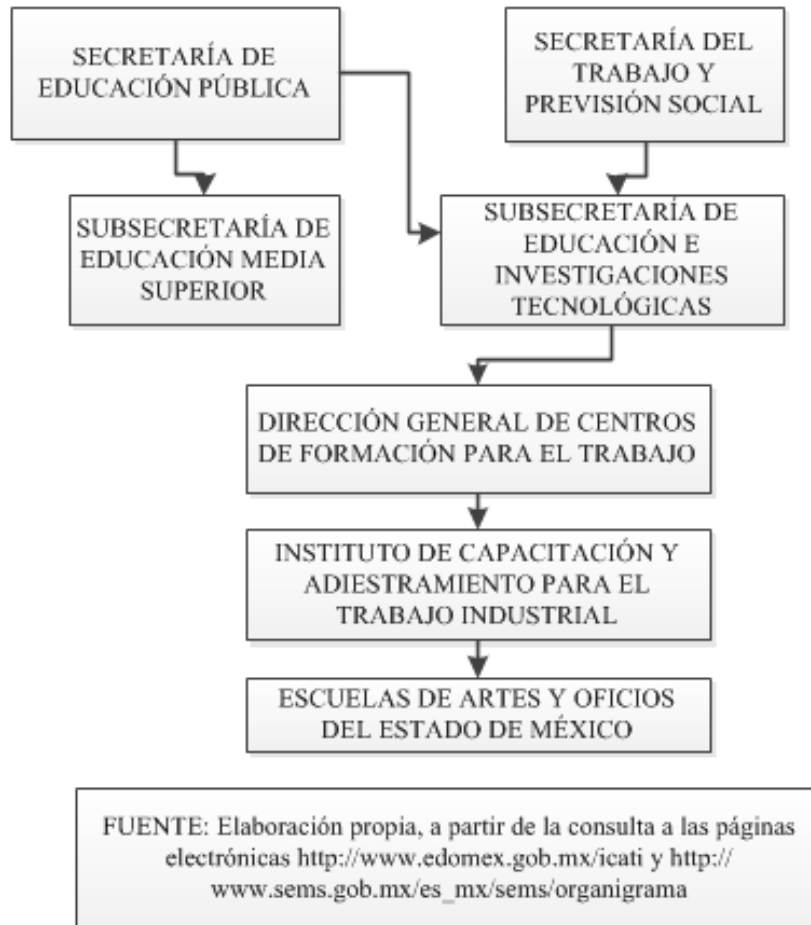 SECRETARÍA DE
EDUCACIÓN PÚBLICA
SECRETARÍA DEL
TRABAJO Y
PREVISIÓN SOCIAL
SUBSECRETARÍA DE
EDUCACIÓN MEDIA
SUPERIOR
SUBSECRETARÍA DE
EDUCACIÓN E
INVESTIGACIONES
TECNOLÓGICAS
DIRECCIÓN GENERAL DE CENTROS
DE FORMACIÓN PARA EL TRABAJO
INSTITUTO DE CAPACITACIÓN Y
ADIESTRAMIENTO PARA EL
TRABAJO INDUSTRIAL
ESCUELAS DE ARTES Y OFICIOS
DEL ESTADO DE MÉXICO
FUENTE: Elaboración propia, a partir de la consulta a las páginas
electrónicas http://www.edomex.gob.mx/icati y http://
www.sems.gob.mx/es_mx/sems/organigrama